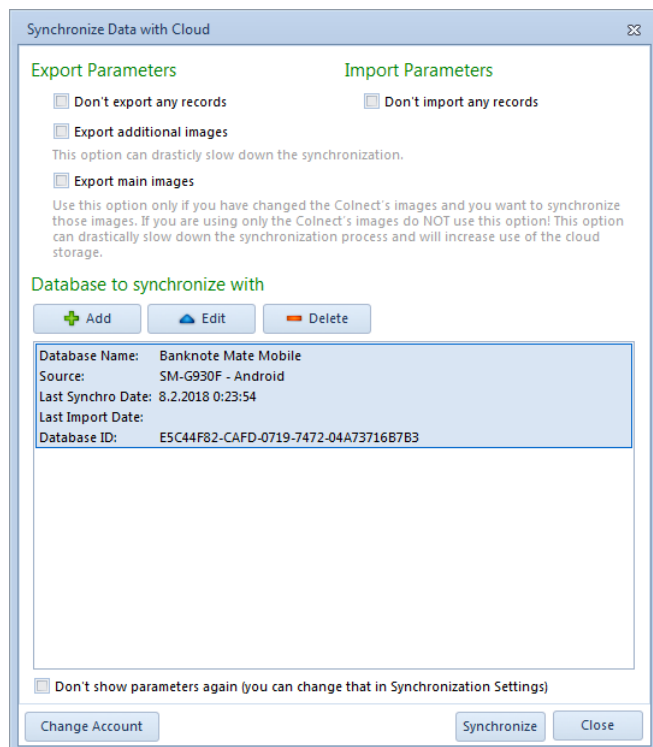 Synchronize Data with Cloud
Export Parameters
Import Parameters
Don't export any records
Don't import any records
Export additional images
This option can drasticly slow down the synchronization.
Export main images
Use this option only if you have changed the Colnect's images and you want to synchronize
those images. If you are using only the Colnect's images do NOT use this option! This option
can drastically slow down the synchronization process and will increase use of the cloud
storage.
Database to synchronize with
Add
Edit
Delete
Database Name: Banknote Mate Mobile
Source: SM-G930F - Android
Last Synchro Date: 8.2.2018 0:23:54
Last Import Date:
Database ID: E5C44F82-CAFD-0719-7472-04A73716B7B3
Don't show parameters again (you can change that in Synchronization Settings)
Change Account
Synchronize
Close